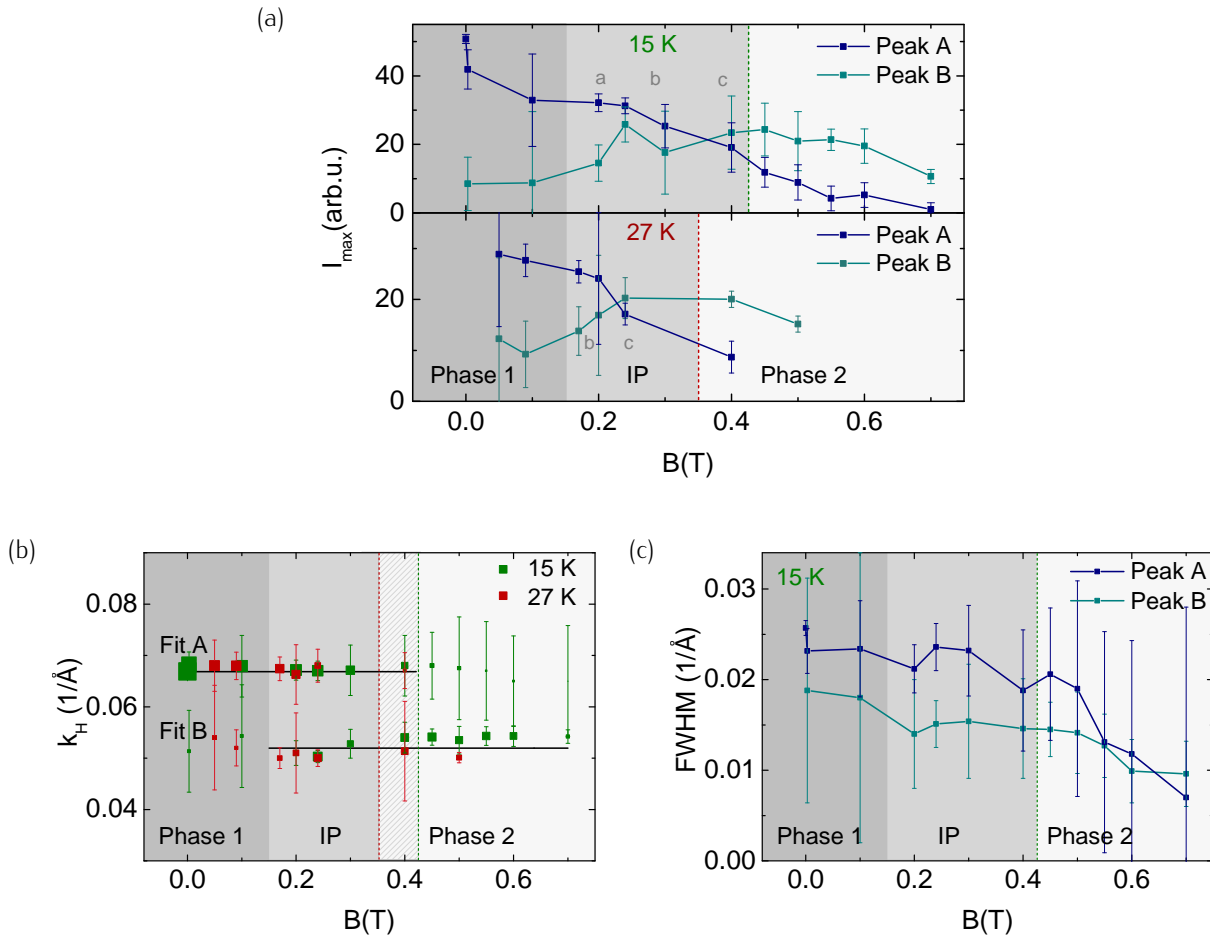 (a)
15 K
Peak A
Peak B
a
b
c
40
20
0
I_max(arb.u.)
27 K
Peak A
Peak B
20
0
b
c
Phase 1
IP
Phase 2
0.0
0.2
0.4
0.6
B(T)
(b)
15 K
27 K
Fit A
Fit B
0.08
0.06
0.04
k_H (1/Å)
Phase 1
IP
Phase 2
0.0
0.2
0.4
0.6
B(T)
(c)
15 K
Peak A
Peak B
0.03
0.02
0.01
0.00
FWHM (1/Å)
Phase 1
IP
Phase 2
0.0
0.2
0.4
0.6
B(T)